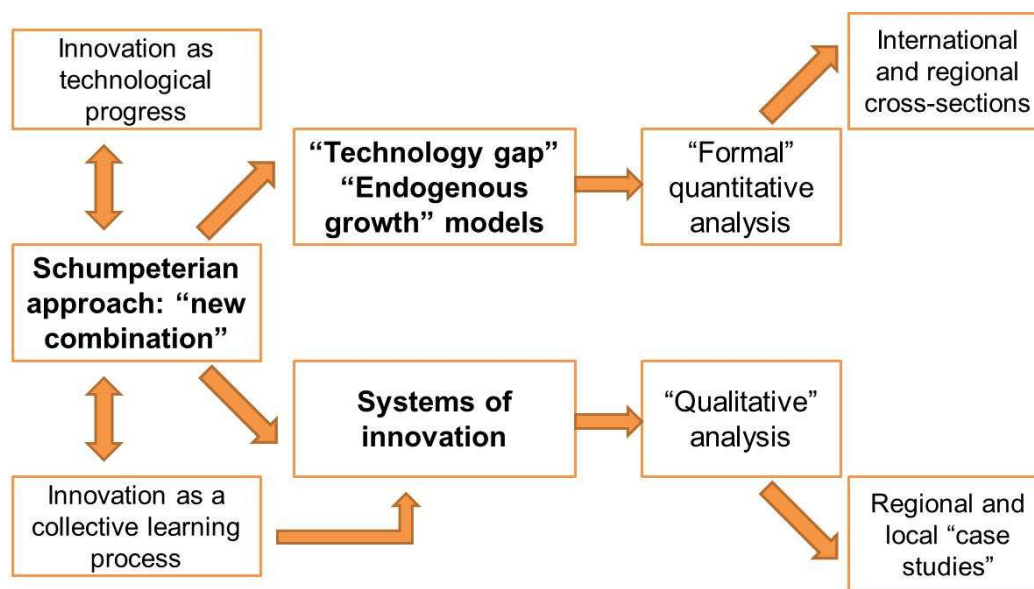 Innovation as
technological
progress
International
and regional
cross-sections
“Technology gap”
“Endogenous
growth” models
“Formal”
quantitative
analysis
Schumpeterian
approach: “new
combination”
Systems of
innovation
“Qualitative”
analysis
Innovation as a
collective learning
process
Regional and
local “case
studies”